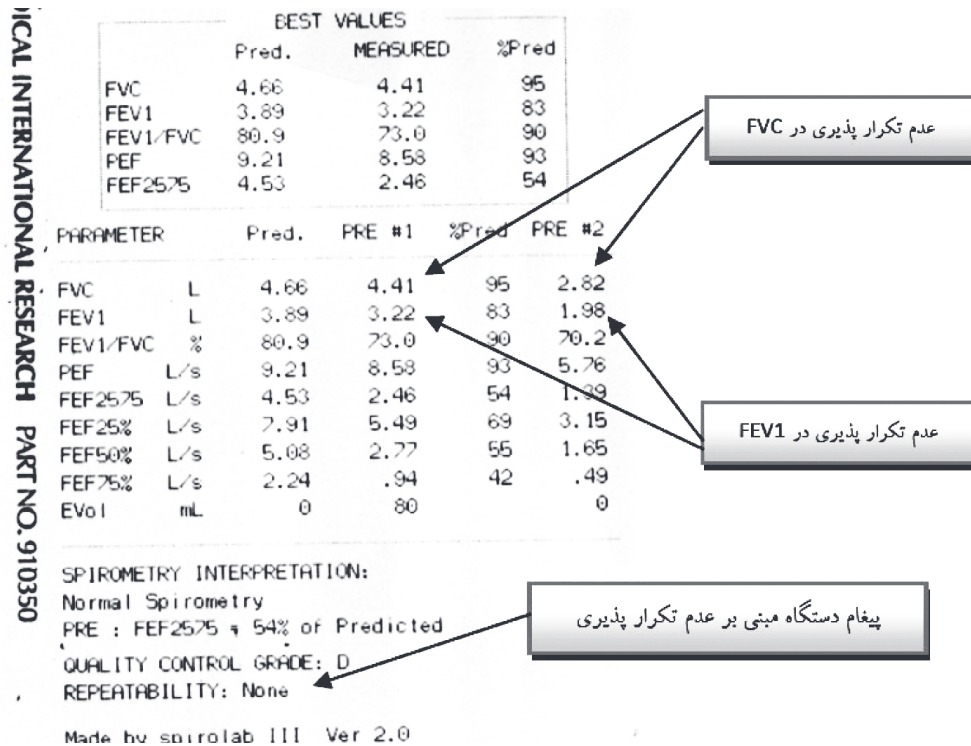 DICAL INTERNATIONAL RESEARCH PART NO. 910350
BEST VALUES
Pred. MEASURED %Pred
FVC 4.66 4.41 95
FEV1 3.89 3.22 83
FEV1/FVC 80.9 73.0 90
PEF 9.21 8.58 93
FEF2575 4.53 2.46 54
عدم تکرار پذیری در FVC
PARAMETER Pred. PRE #1 %Pred PRE #2
FVC L 4.66 4.41 95 2.82
FEV1 L 3.89 3.22 83 1.98
FEV1/FVC % 80.9 73.0 90 70.2
PEF L/s 9.21 8.58 93 5.76
FEF2575 L/s 4.53 2.46 54 1.39
FEF25% L/s 7.91 5.49 69 3.15
FEF50% L/s 5.08 2.77 55 1.65
FEF75% L/s 2.24 .94 42 .49
EVol mL 0 80 0
عدم تکرار پذیری در FEV1
SPIROMETRY INTERPRETATION:
Normal Spirometry
PRE : FEF2575 = 54% of Predicted
QUALITY CONTROL GRADE: D
REPEATABILITY: None
پیغام دستگاه مبنی بر عدم تکرار پذیری
Made by spirolab III Ver 2.0